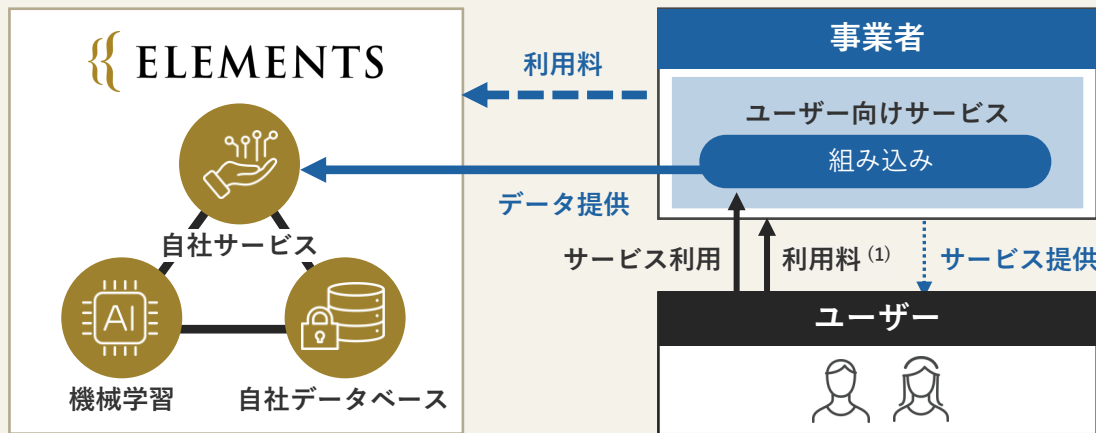 ELEMENTS
自社サービス
AI
機械学習
自社データベース
利用料
データ提供
事業者
ユーザー向けサービス
組み込み
サービス利用
利用料(1)
サービス提供
ユーザー